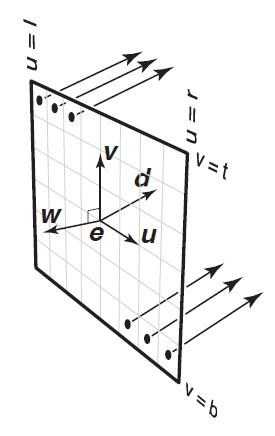 u = l
u = r
v = t
v
d
w
e
u
v = b